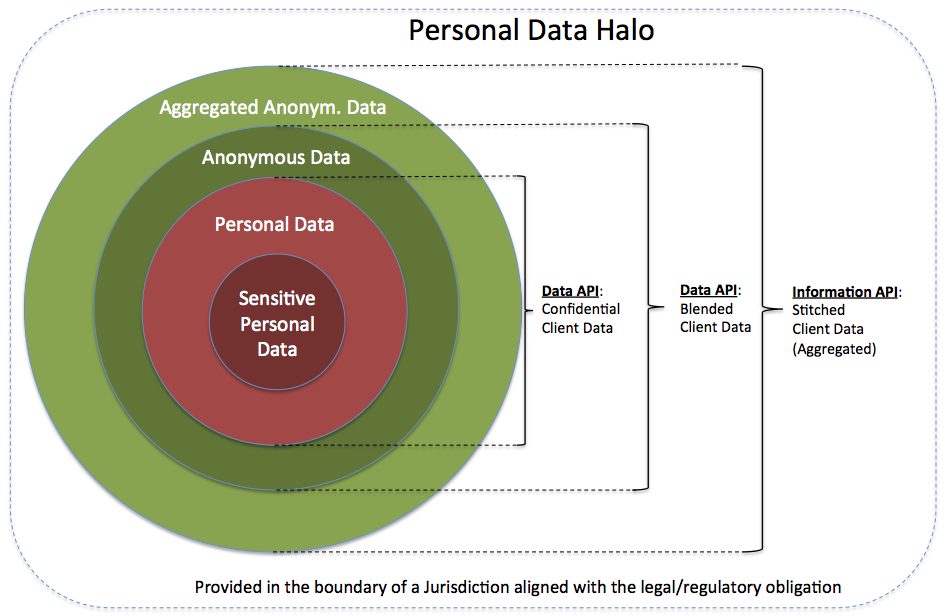 Personal Data Halo
Aggregated Anonym. Data
Anonymous Data
Personal Data
Sensitive
Personal
Data
Data API:
Confidential
Client Data
Data API:
Blended
Client Data
Information API:
Stitched
Client Data
(Aggregated)
Provided in the boundary of a Jurisdiction aligned with the legal/regulatory obligation